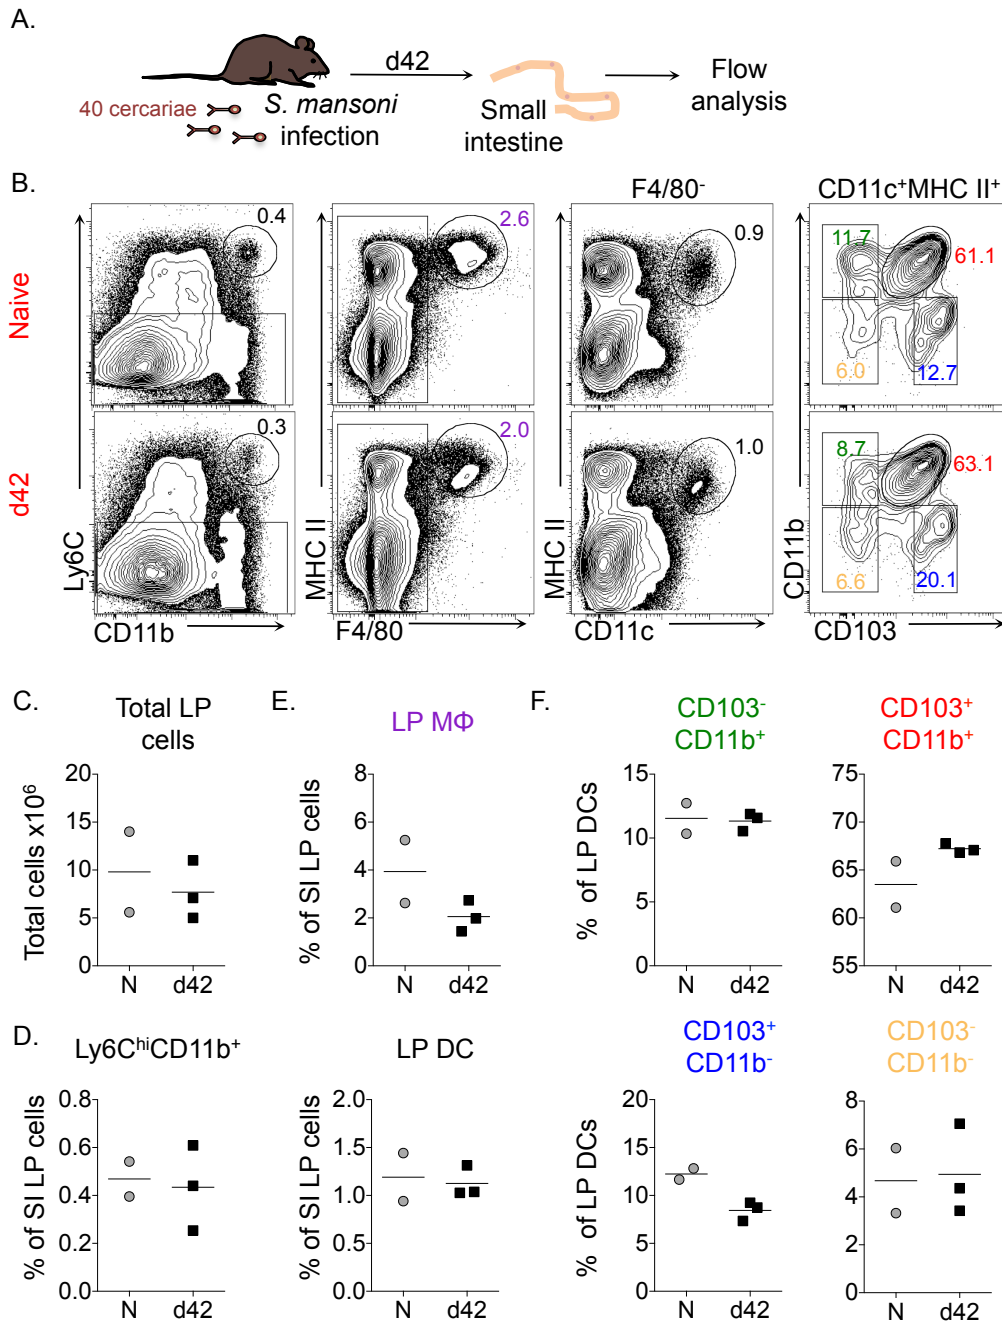 A.
d42
40 cercariae
S. mansoni
infection
Small
intestine
Flow
analysis
B.
F4/80-
CD11c+MHC II+
Naive
0.4
2.6
0.9
11.7
61.1
6.0
12.7
d42
0.3
2.0
1.0
8.7
63.1
6.6
20.1
Ly6C
MHC II
MHC II
CD11b
CD11b
F4/80
CD11c
CD103
C.
Total LP
cells
Total cells x10⁶
20
15
10
5
0
N
d42
E.
LP MΦ
% of SI LP cells
8
6
4
2
0
N
d42
F.
CD103-
CD11b+
% of LP DCs
15
10
5
0
N
d42
CD103+
CD11b+
75
70
65
60
55
N
d42
D.
Ly6ChiCD11b+
% of SI LP cells
0.8
0.6
0.4
0.2
0.0
N
d42
LP DC
% of SI LP cells
2.0
1.5
1.0
0.5
0.0
N
d42
CD103+
CD11b-
% of LP DCs
20
15
10
5
0
N
d42
CD103-
CD11b-
8
6
4
2
0
N
d42